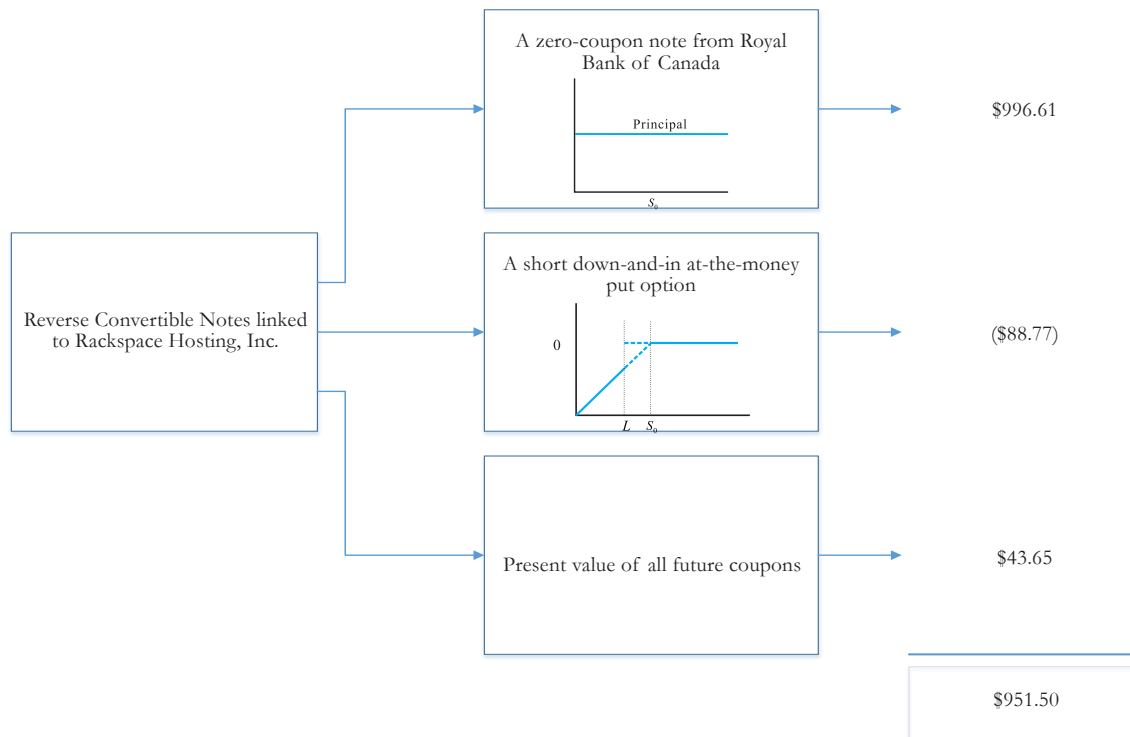 A zero-coupon note from Royal
Bank of Canada
Principal
S₀
$996.61
Reverse Convertible Notes linked
to Rackspace Hosting, Inc.
A short down-and-in at-the-money
put option
0
L S₀
($88.77)
Present value of all future coupons
$43.65
$951.50